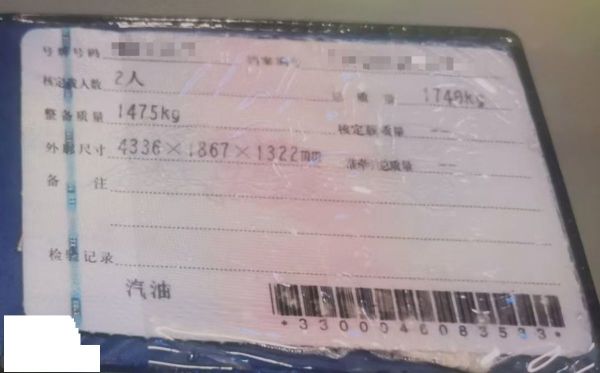 号牌号码 档案编号
核定载人数 2人 总质量 1740kg
整备质量 1475kg 核定载质量 --
外廓尺寸 4336×1867×1322mm 准牵引总质量 --
备注
检验记录
汽油
*3300046083533*